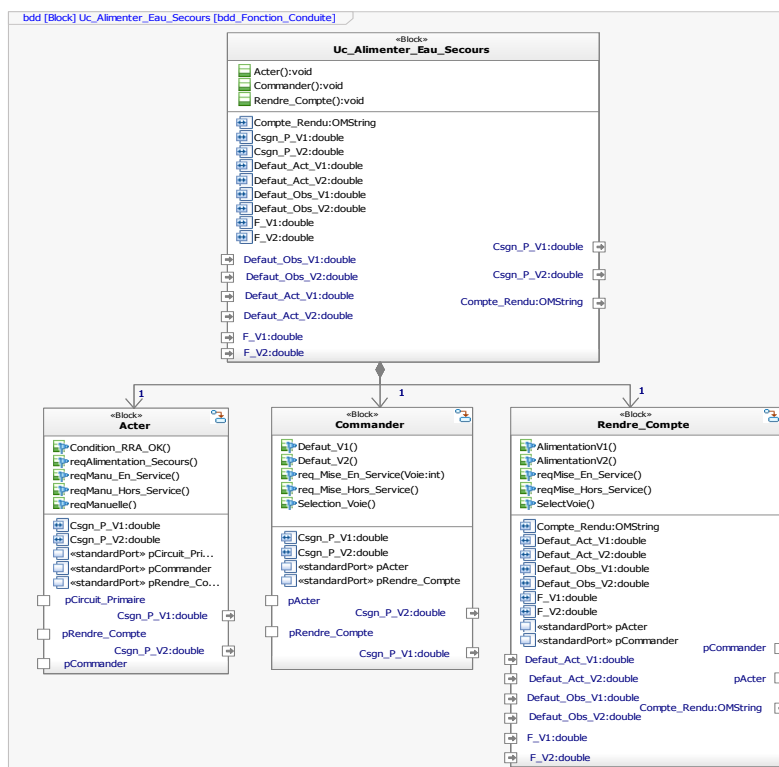 bdd [Block] Uc_Alimenter_Eau_Secours [bdd_Fonction_Conduite]
«Block»
Uc_Alimenter_Eau_Secours
Acter():void
Commander():void
Rendre_Compte():void
Compte_Rendu:OMString
Csgn_P_V1:double
Csgn_P_V2:double
Defaut_Act_V1:double
Defaut_Act_V2:double
Defaut_Obs_V1:double
Defaut_Obs_V2:double
F_V1:double
F_V2:double
Csgn_P_V1:double
Defaut_Obs_V1:double
Csgn_P_V2:double
Defaut_Obs_V2:double
Defaut_Act_V1:double
Compte_Rendu:OMString
Defaut_Act_V2:double
F_V1:double
F_V2:double
1
1
1
«Block»
Acter
Condition_RRA_OK()
reqAlimentation_Secours()
reqManu_En_Service()
reqManu_Hors_Service()
reqManuelle()
Csgn_P_V1:double
Csgn_P_V2:double
«standardPort» pCircuit_Pri...
«standardPort» pCommander
«standardPort» pRendre_Co...
pCircuit_Primaire
Csgn_P_V1:double
pRendre_Compte
Csgn_P_V2:double
pCommander
«Block»
Commander
Defaut_V1()
Defaut_V2()
req_Mise_En_Service(Voie:int)
req_Mise_Hors_Service()
Selection_Voie()
Csgn_P_V1:double
Csgn_P_V2:double
«standardPort» pActer
«standardPort» pRendre_Compte
pActer
Csgn_P_V2:double
pRendre_Compte
Csgn_P_V1:double
«Block»
Rendre_Compte
AlimentationV1()
AlimentationV2()
reqMise_En_Service()
reqMise_Hors_Service()
SelectVoie()
Compte_Rendu:OMString
Defaut_Act_V1:double
Defaut_Act_V2:double
Defaut_Obs_V1:double
Defaut_Obs_V2:double
F_V1:double
F_V2:double
«standardPort» pActer
«standardPort» pCommander
pCommander
Defaut_Act_V1:double
Defaut_Act_V2:double
pActer
Defaut_Obs_V1:double
Compte_Rendu:OMString
Defaut_Obs_V2:double
F_V1:double
F_V2:double